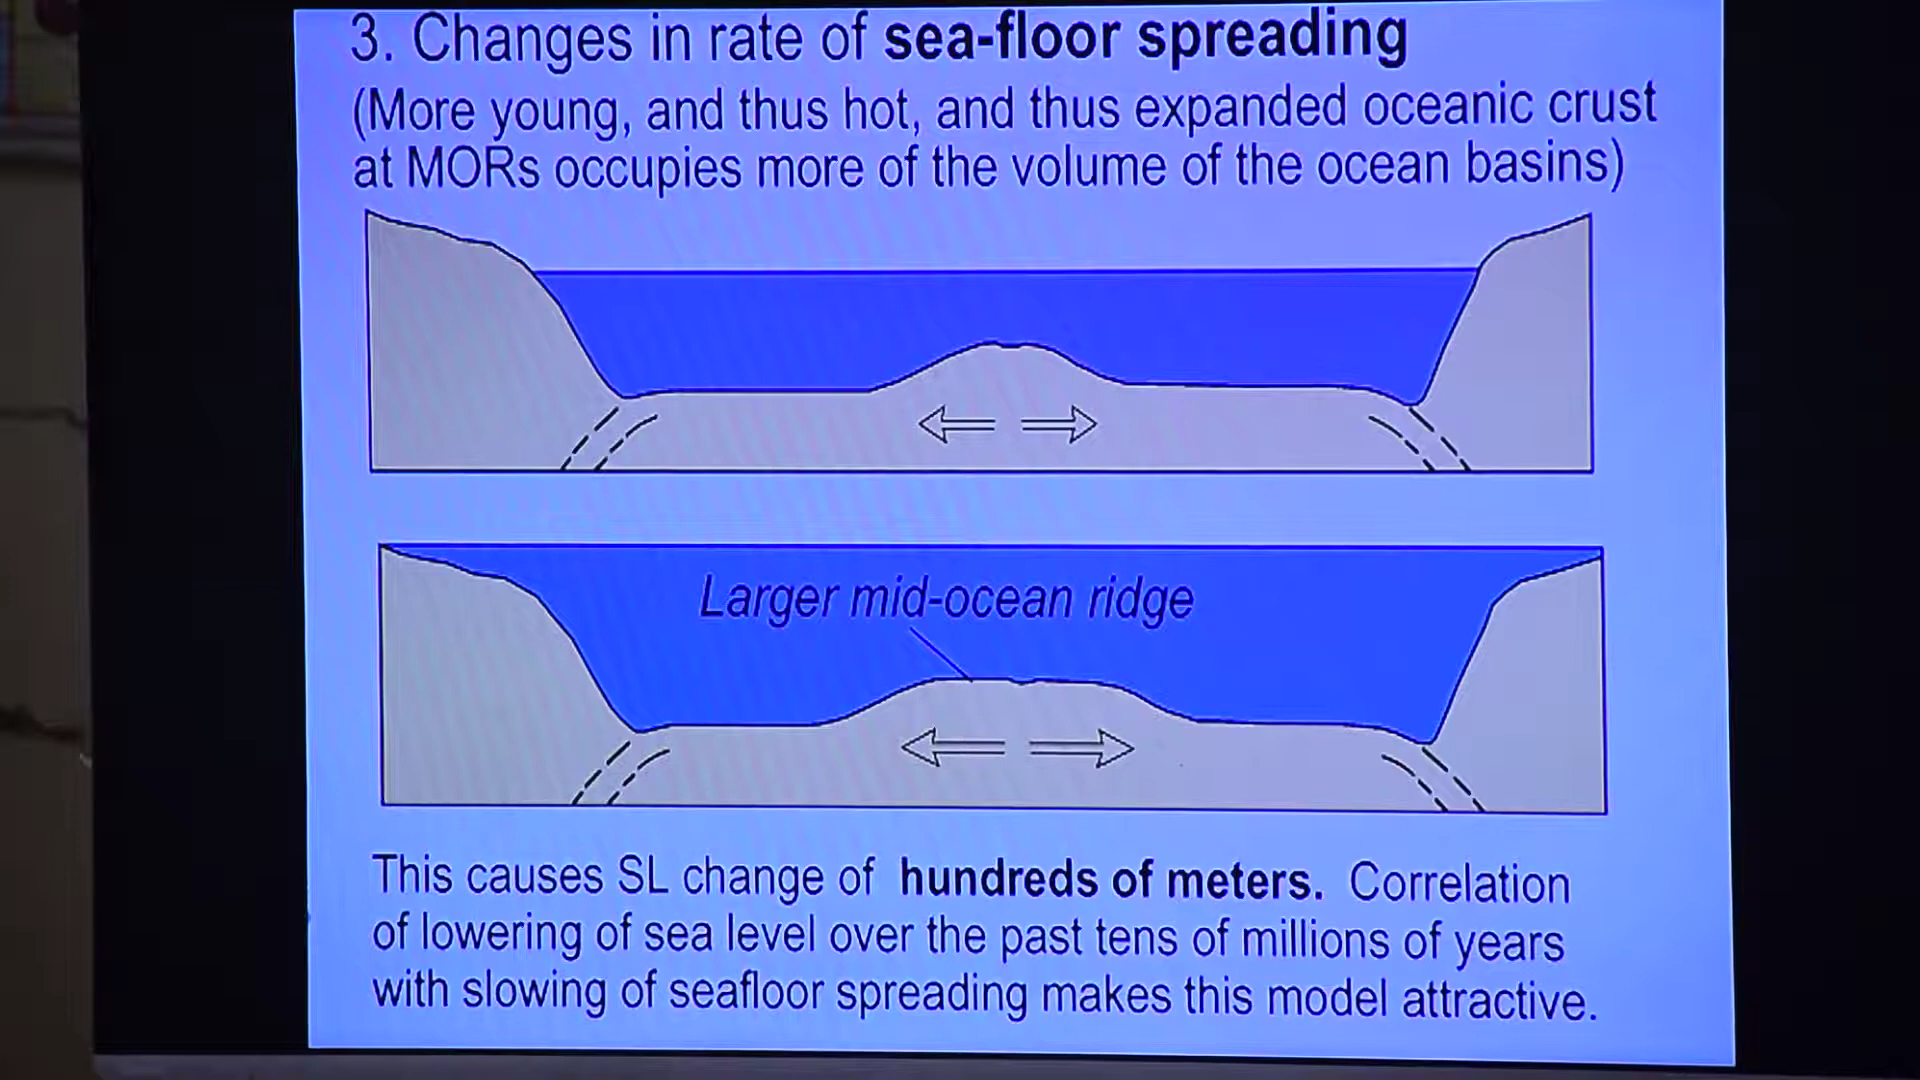 3. Changes in rate of sea-floor spreading
(More young, and thus hot, and thus expanded oceanic crust
at MORs occupies more of the volume of the ocean basins)
Larger mid-ocean ridge
This causes SL change of hundreds of meters. Correlation
of lowering of sea level over the past tens of millions of years
with slowing of seafloor spreading makes this model attractive.